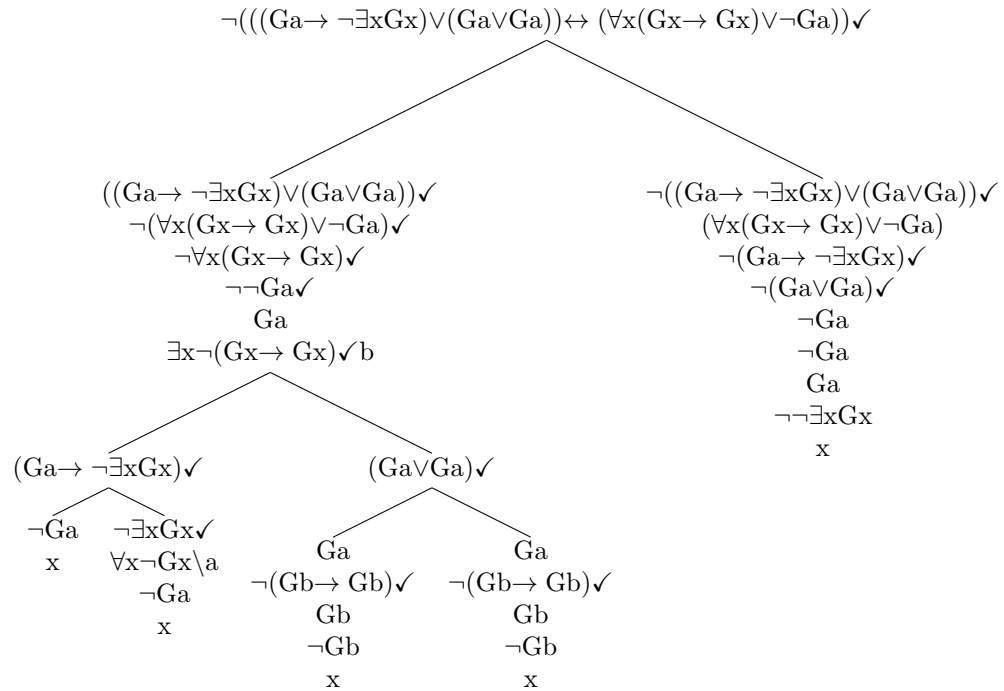 ¬(((Ga→ ¬∃xGx)∨(Ga∨Ga))↔ (∀x(Gx→ Gx)∨¬Ga))✓
((Ga→ ¬∃xGx)∨(Ga∨Ga))✓
¬(∀x(Gx→ Gx)∨¬Ga)✓
¬∀x(Gx→ Gx)✓
¬¬Ga✓
Ga
∃x¬(Gx→ Gx)✓b
(Ga→ ¬∃xGx)✓
¬Ga
x
¬∃xGx✓
∀x¬Gx\a
¬Ga
x
(Ga∨Ga)✓
Ga
¬(Gb→ Gb)✓
Gb
¬Gb
x
Ga
¬(Gb→ Gb)✓
Gb
¬Gb
x
¬((Ga→ ¬∃xGx)∨(Ga∨Ga))✓
(∀x(Gx→ Gx)∨¬Ga)
¬(Ga→ ¬∃xGx)✓
¬(Ga∨Ga)✓
¬Ga
¬Ga
Ga
¬¬∃xGx
x